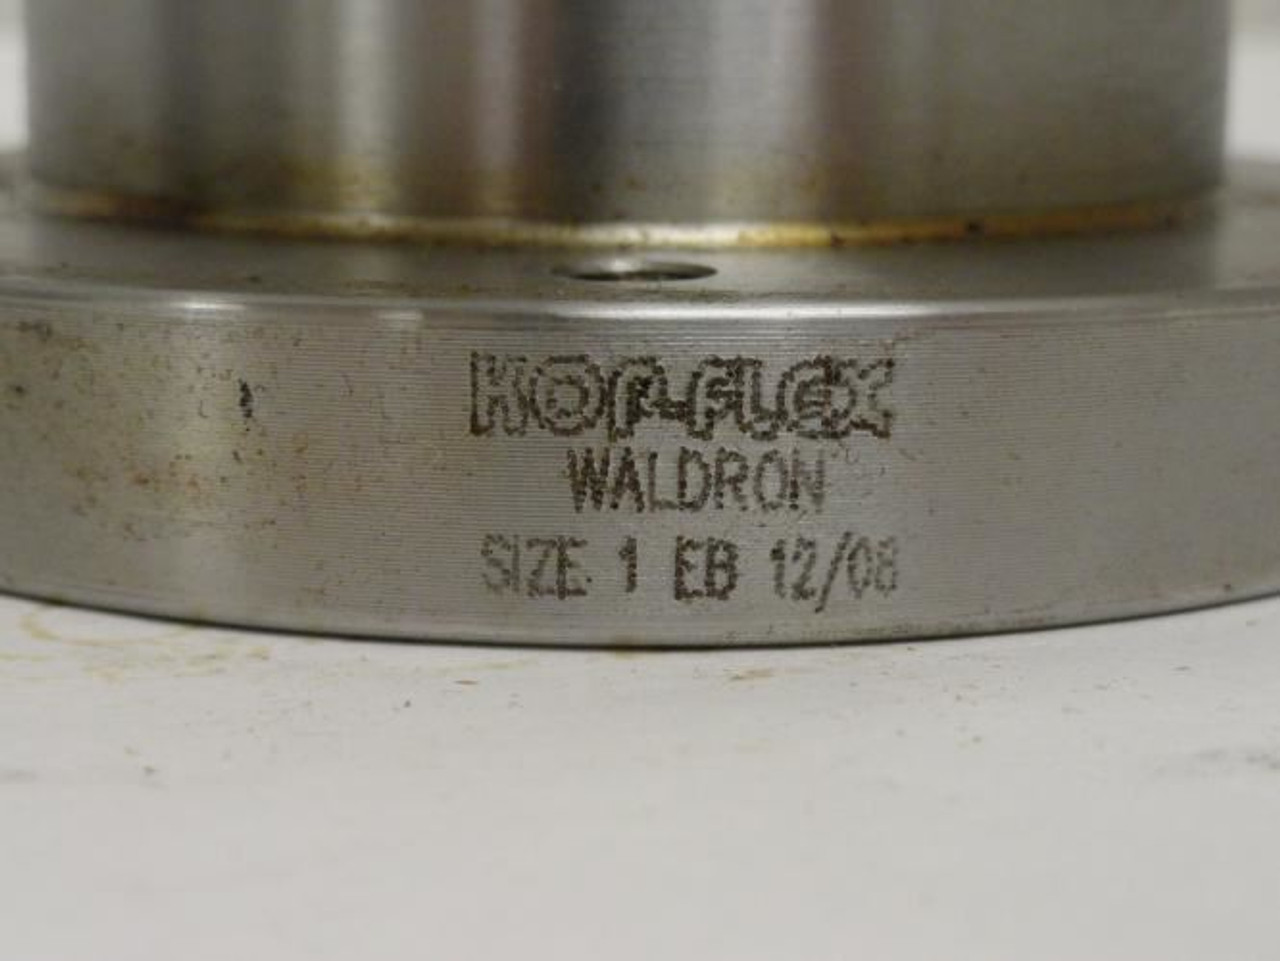 KOP-FLEX
WALDRON
SIZE 1 EB 12/08